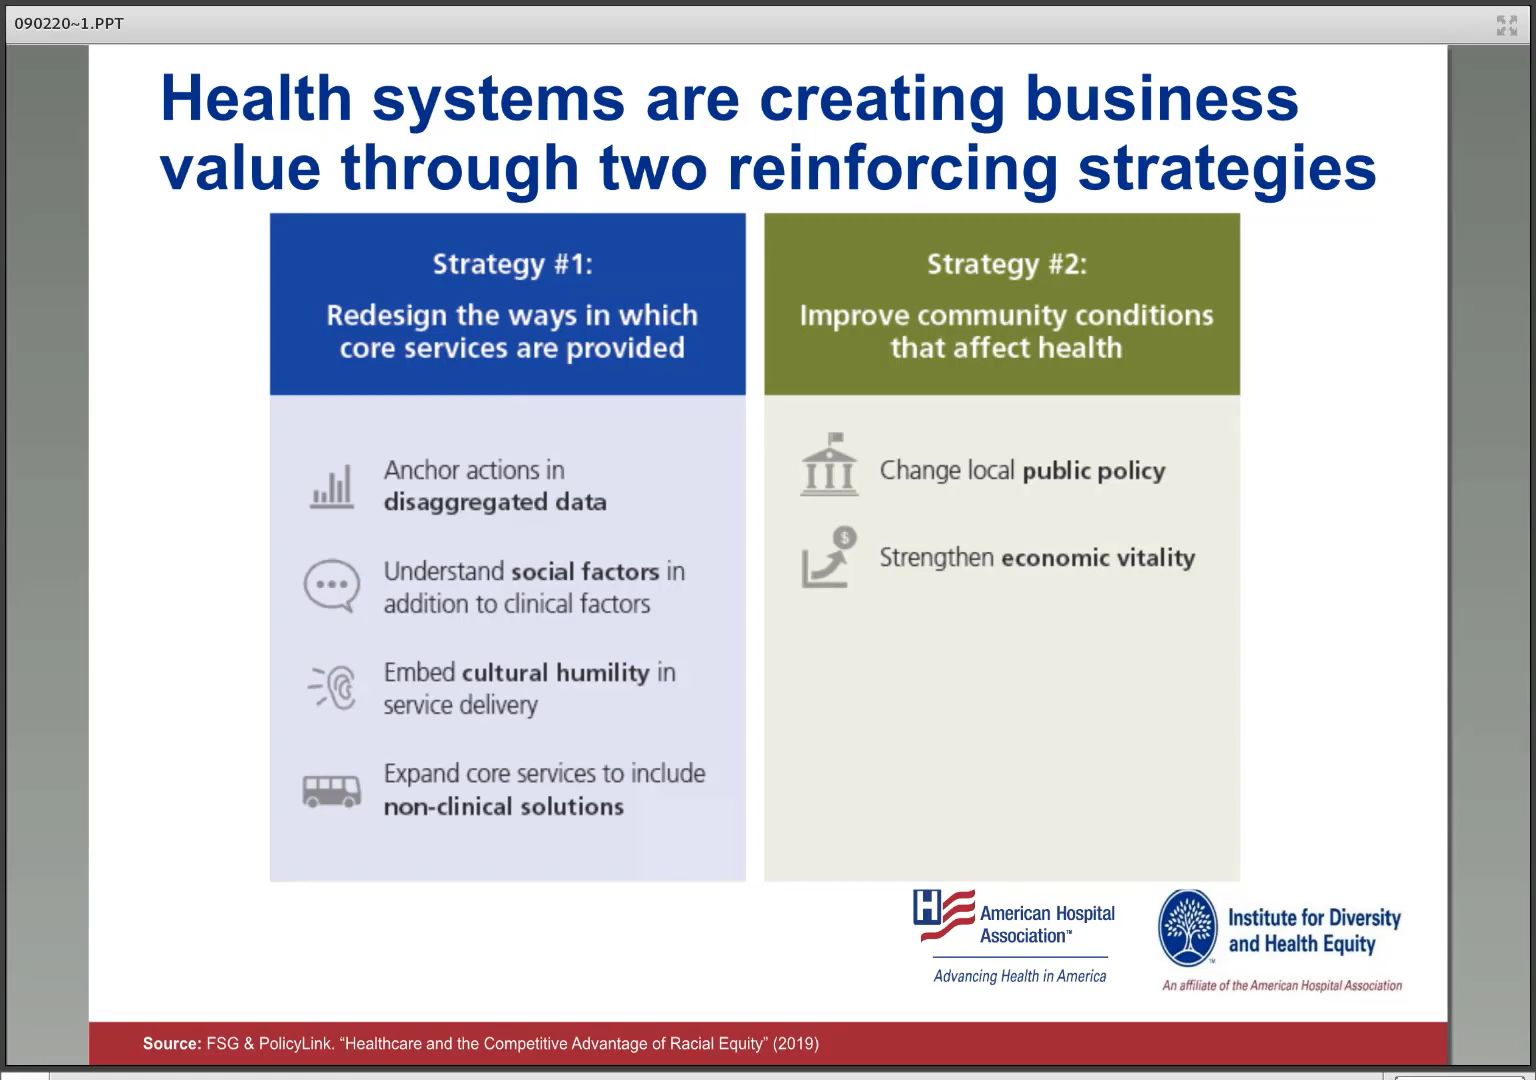 090220~1.PPT
Health systems are creating business
value through two reinforcing strategies
Strategy #1:
Redesign the ways in which
core services are provided
Anchor actions in
disaggregated data
Understand social factors in
addition to clinical factors
Embed cultural humility in
service delivery
Expand core services to include
non-clinical solutions
Strategy #2:
Improve community conditions
that affect health
Change local public policy
$
Strengthen economic vitality
H
American Hospital
Association™
Advancing Health in America
Institute for Diversity
and Health Equity
TM
An affiliate of the American Hospital Association
Source: FSG & PolicyLink. “Healthcare and the Competitive Advantage of Racial Equity” (2019)